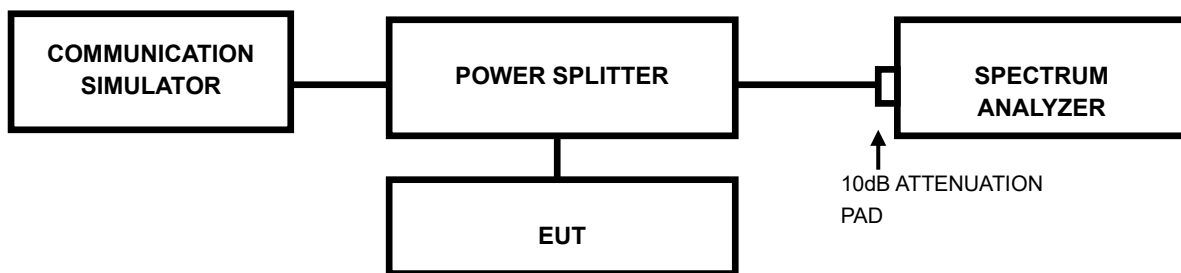 COMMUNICATION
SIMULATOR
POWER SPLITTER
SPECTRUM
ANALYZER
10dB ATTENUATION
PAD
EUT